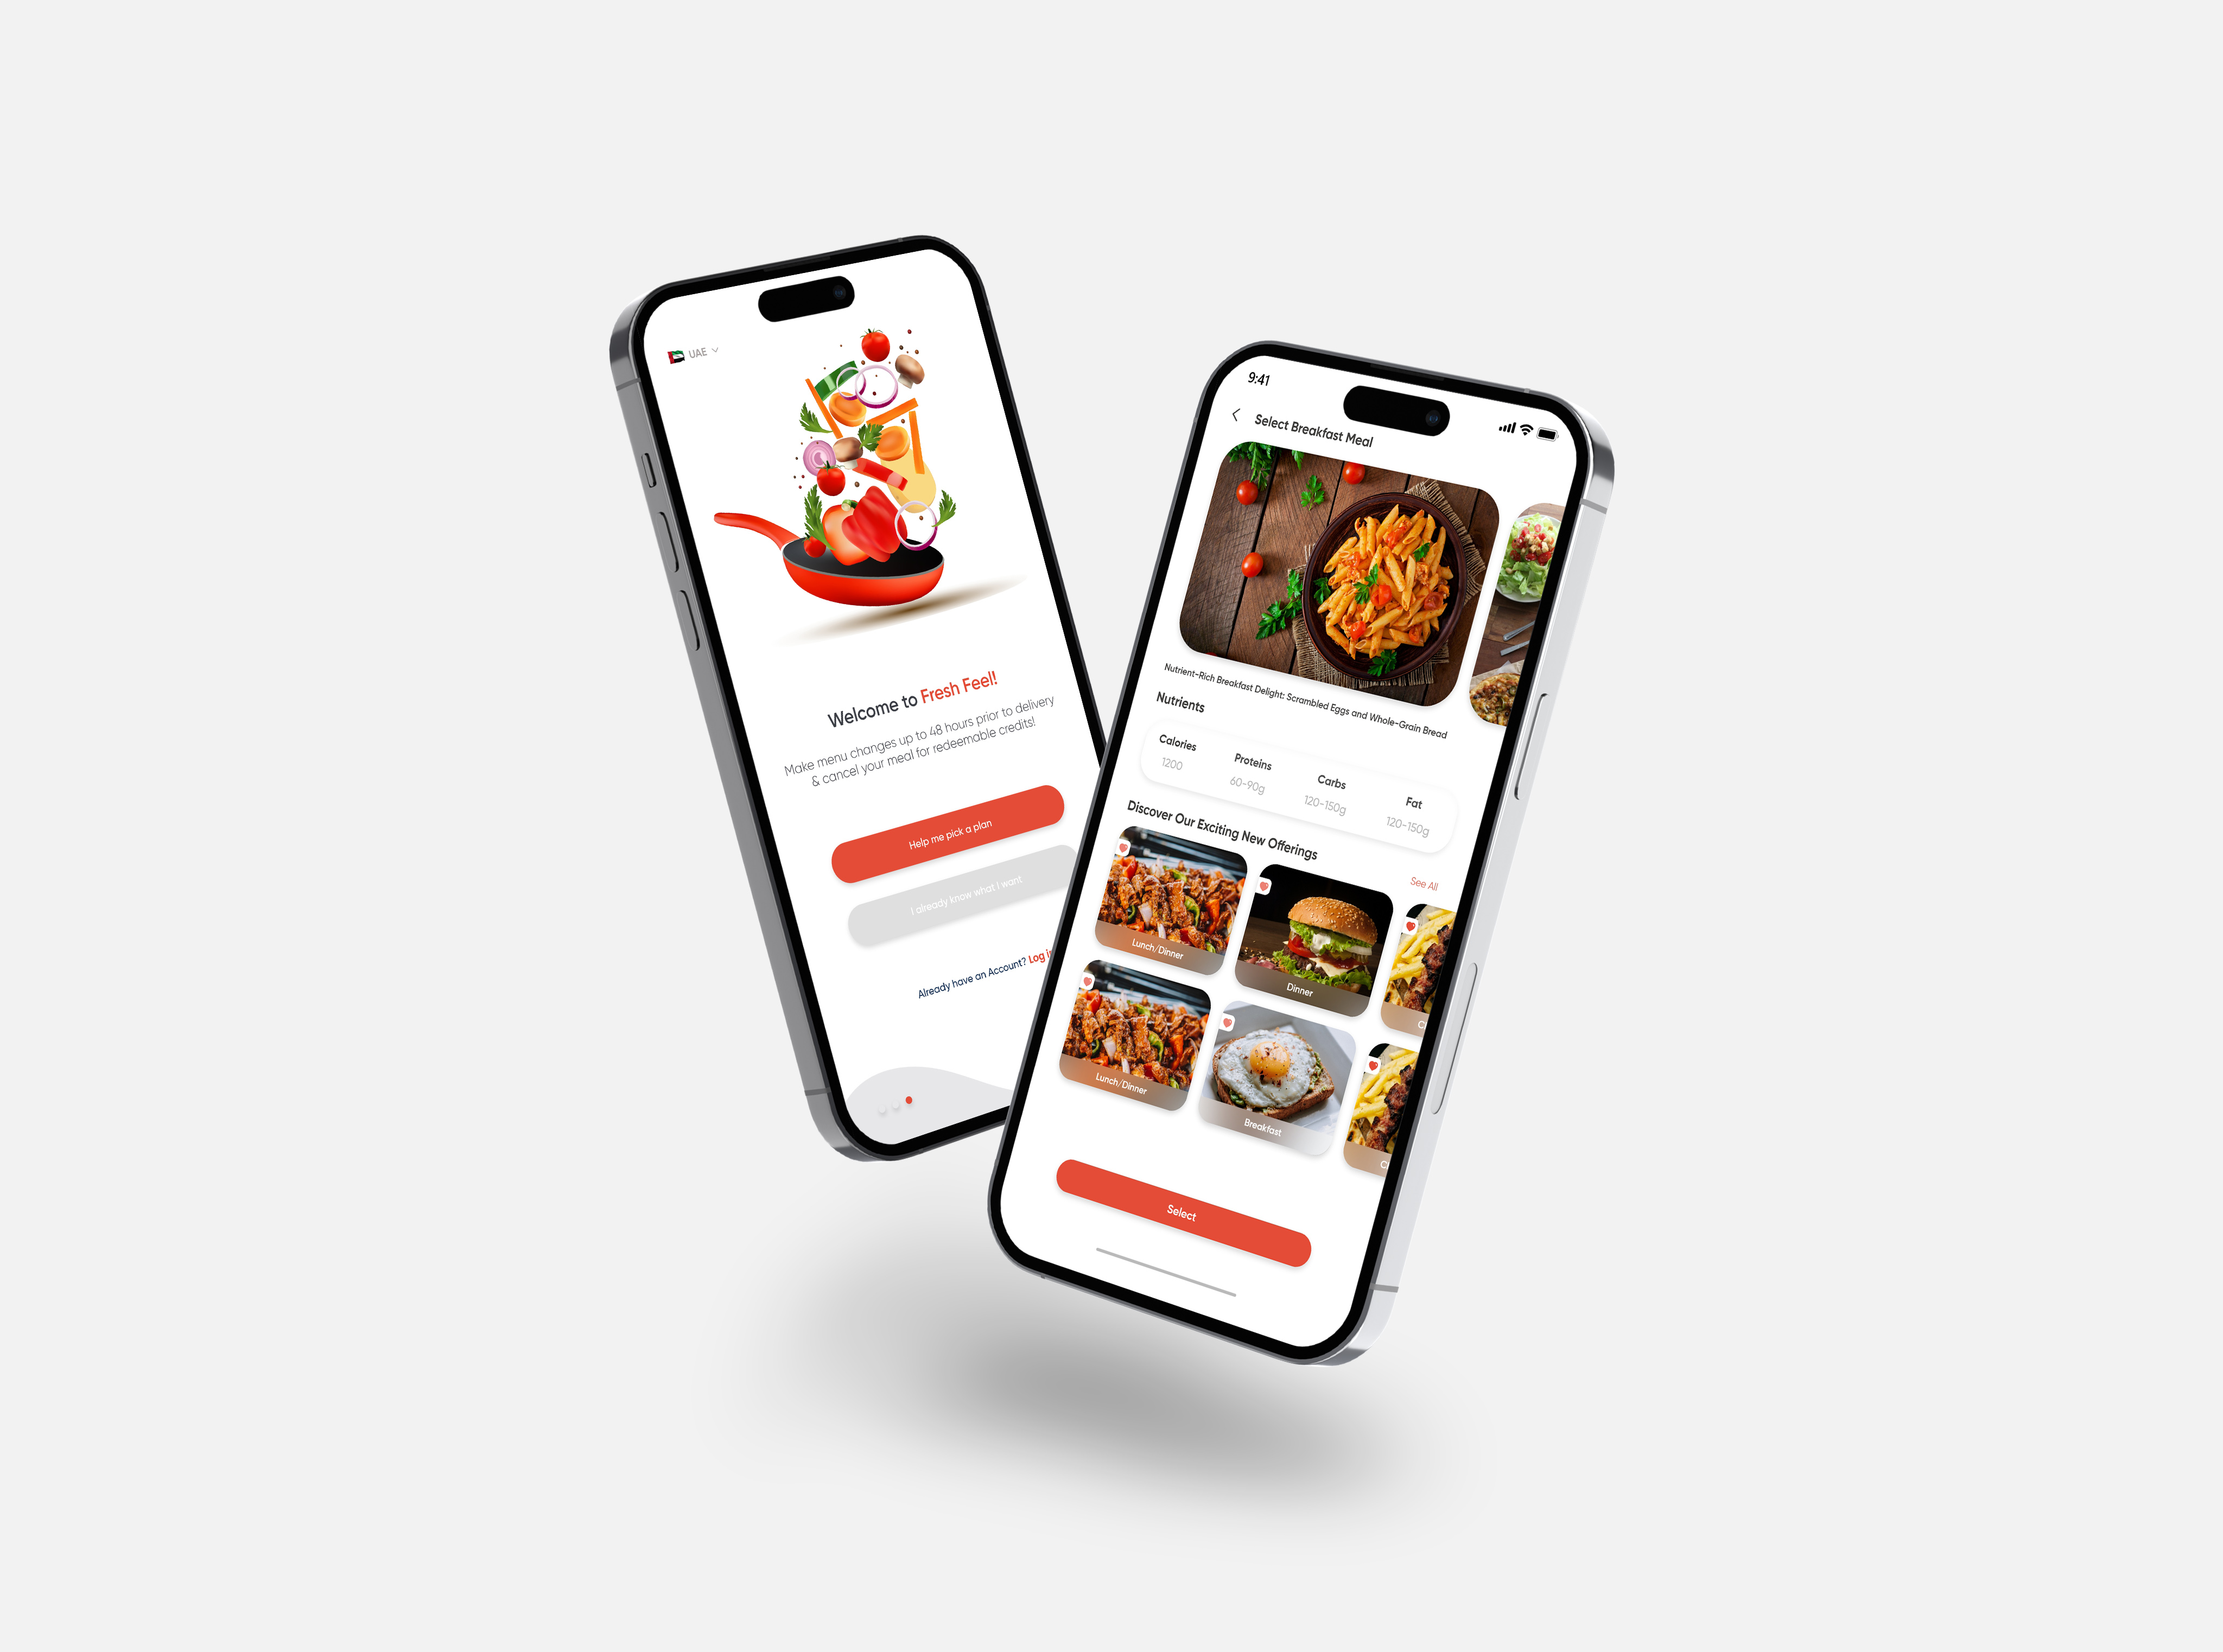 UAE
Welcome to Fresh Feel!
Make menu changes up to 48 hours prior to delivery
& cancel your meal for redeemable credits!
Help me pick a plan
I already know what I want
Already have an Account? Log
9:41
Select Breakfast Meal
Nutrient-Rich Breakfast Delight: Scrambled Eggs and Whole-Grain Bread
Nutrients
Calories Proteins Carbs Fat
1200 60-90g 120-150g 120-150g
Discover Our Exciting New Offerings
See All
Lunch/Dinner
Dinner
Lunch/Dinner
Breakfast
Select